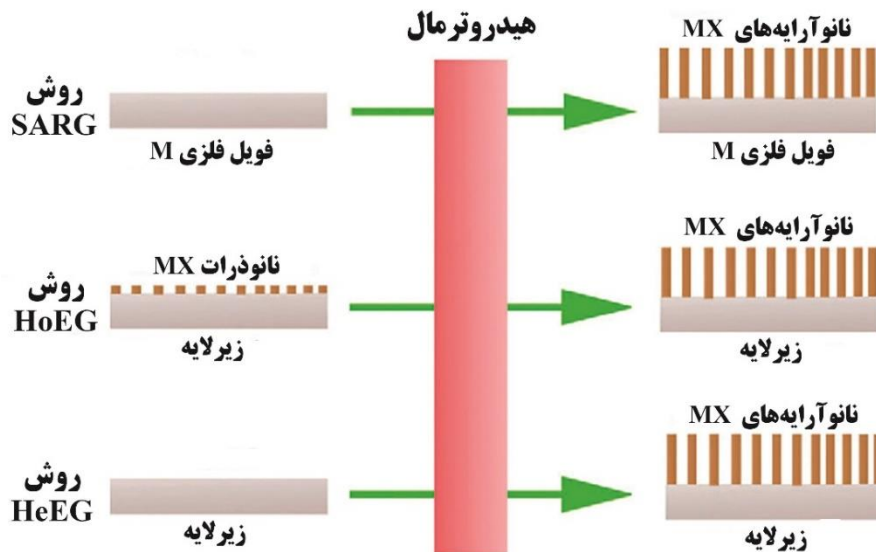 هیدروترمال
روش
SARG
فویل فلزی M
نانوآرایه‌های MX
فویل فلزی M
روش
HoEG
نانوذرات MX
زیرلایه
نانوآرایه‌های MX
زیرلایه
روش
HeEG
زیرلایه
نانوآرایه‌های MX
زیرلایه